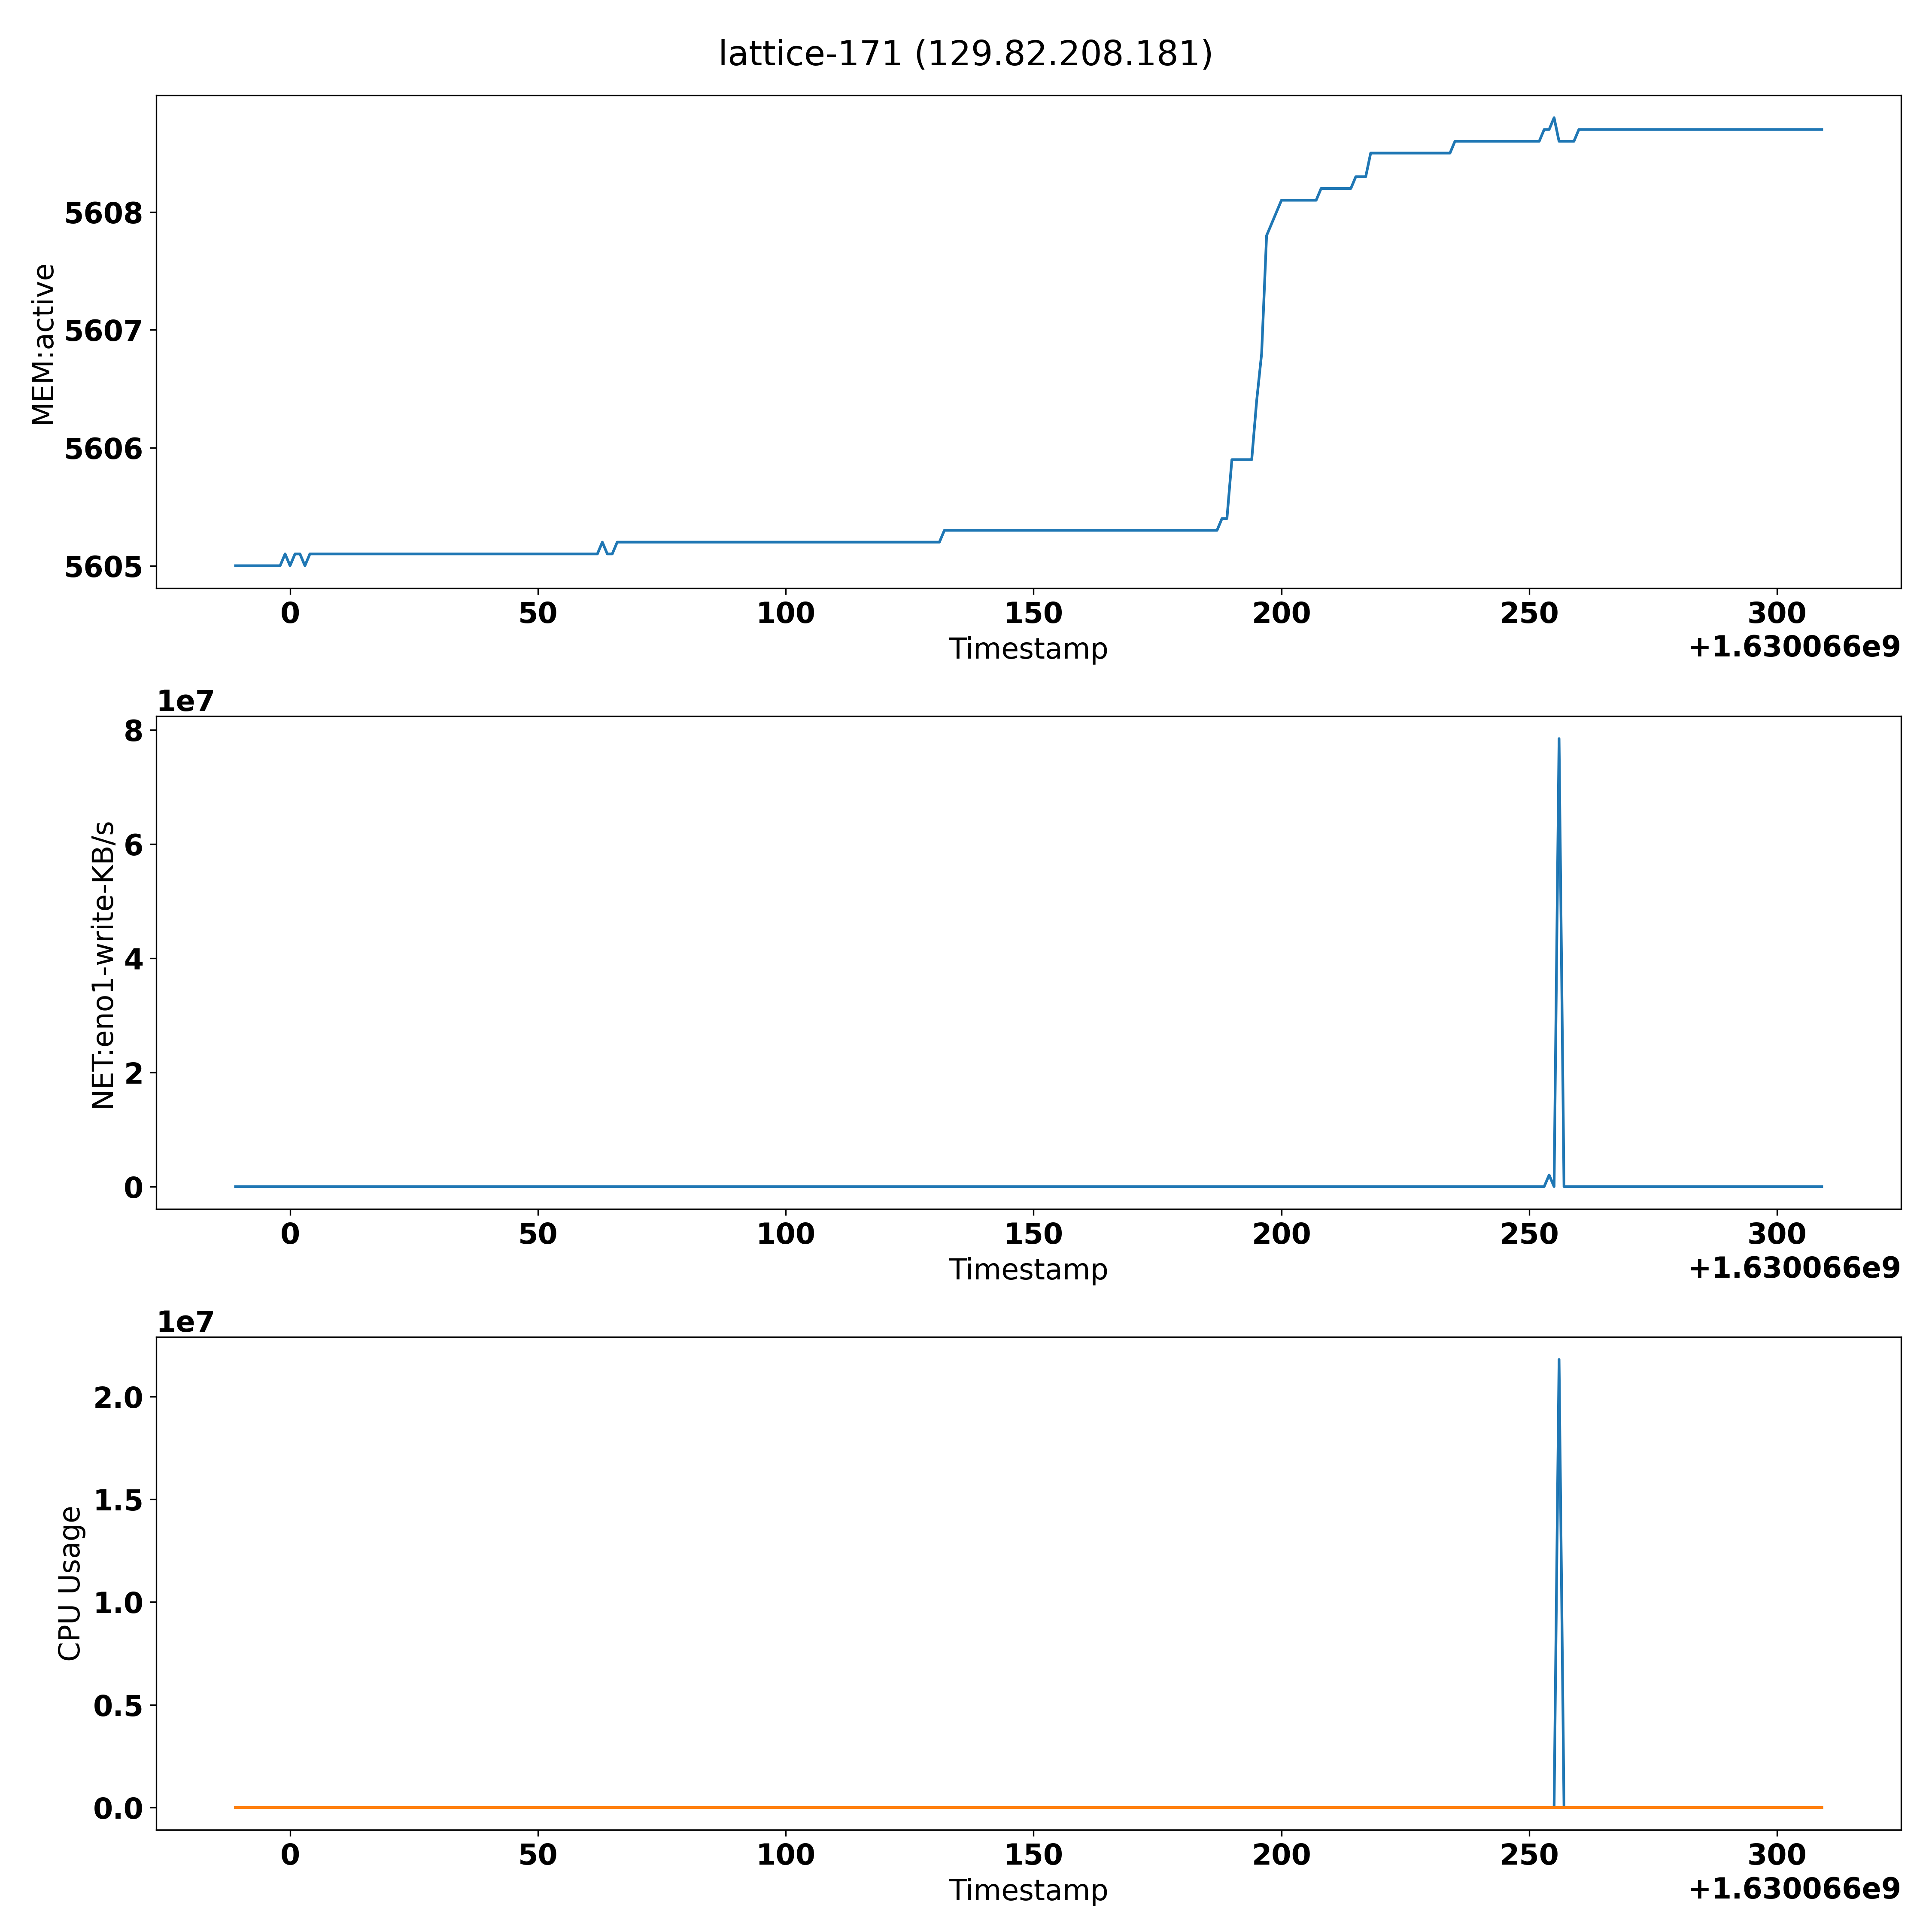 lattice-171 (129.82.208.181)
MEM:active
5608
5607
5606
5605
0 50 100 150 200 250 300
Timestamp
+1.630066e9
1e7
NET:eno1-write-KB/s
8
6
4
2
0
0 50 100 150 200 250 300
Timestamp
+1.630066e9
1e7
CPU Usage
2.0
1.5
1.0
0.5
0.0
0 50 100 150 200 250 300
Timestamp
+1.630066e9